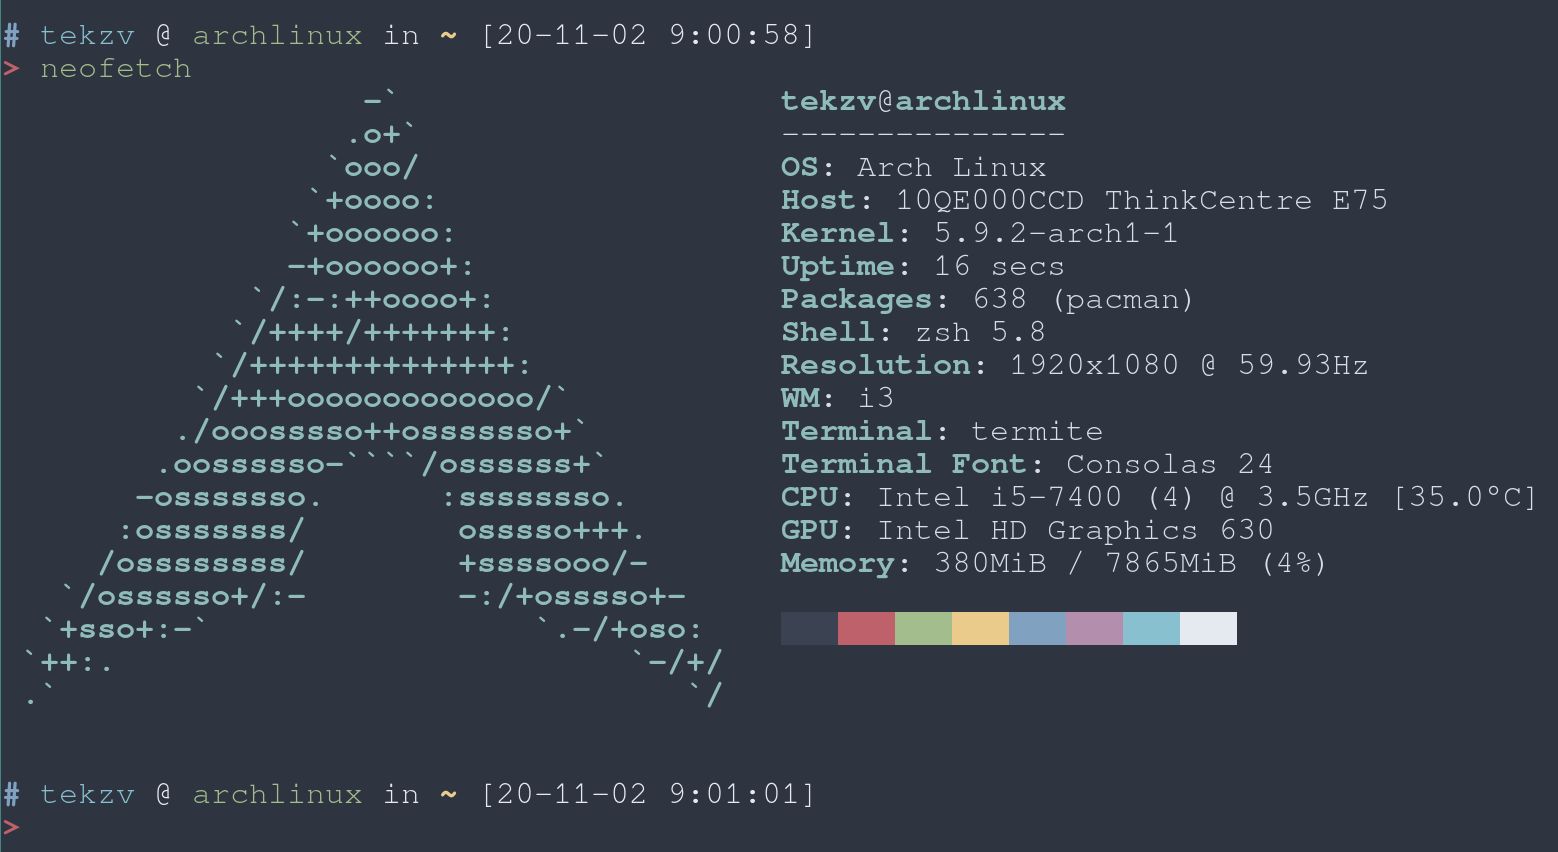 # tekzv @ archlinux in ~ [20-11-02 9:00:58]
> neofetch
                   -`                    tekzv@archlinux
                  .o+`                   ---------------
                 `ooo/                   OS: Arch Linux
                `+oooo:                  Host: 10QE000CCD ThinkCentre E75
               `+oooooo:                 Kernel: 5.9.2-arch1-1
               -+oooooo+:                Uptime: 16 secs
             `/:-:++oooo+:               Packages: 638 (pacman)
            `/++++/+++++++:              Shell: zsh 5.8
           `/++++++++++++++:             Resolution: 1920x1080 @ 59.93Hz
          `/+++ooooooooooooo/`           WM: i3
         ./ooosssso++osssssso+`          Terminal: termite
        .oossssso-````/ossssss+`         Terminal Font: Consolas 24
       -osssssso.      :ssssssso.        CPU: Intel i5-7400 (4) @ 3.5GHz [35.0°C]
      :osssssss/        osssso+++.       GPU: Intel HD Graphics 630
     /ossssssss/        +ssssooo/-       Memory: 380MiB / 7865MiB (4%)
   `/ossssso+/:-        -:/+osssso+-
  `+sso+:-`                 `.-/+oso:
 `++:.                           `-/+/
 .`                                 `/
# tekzv @ archlinux in ~ [20-11-02 9:01:01]
>